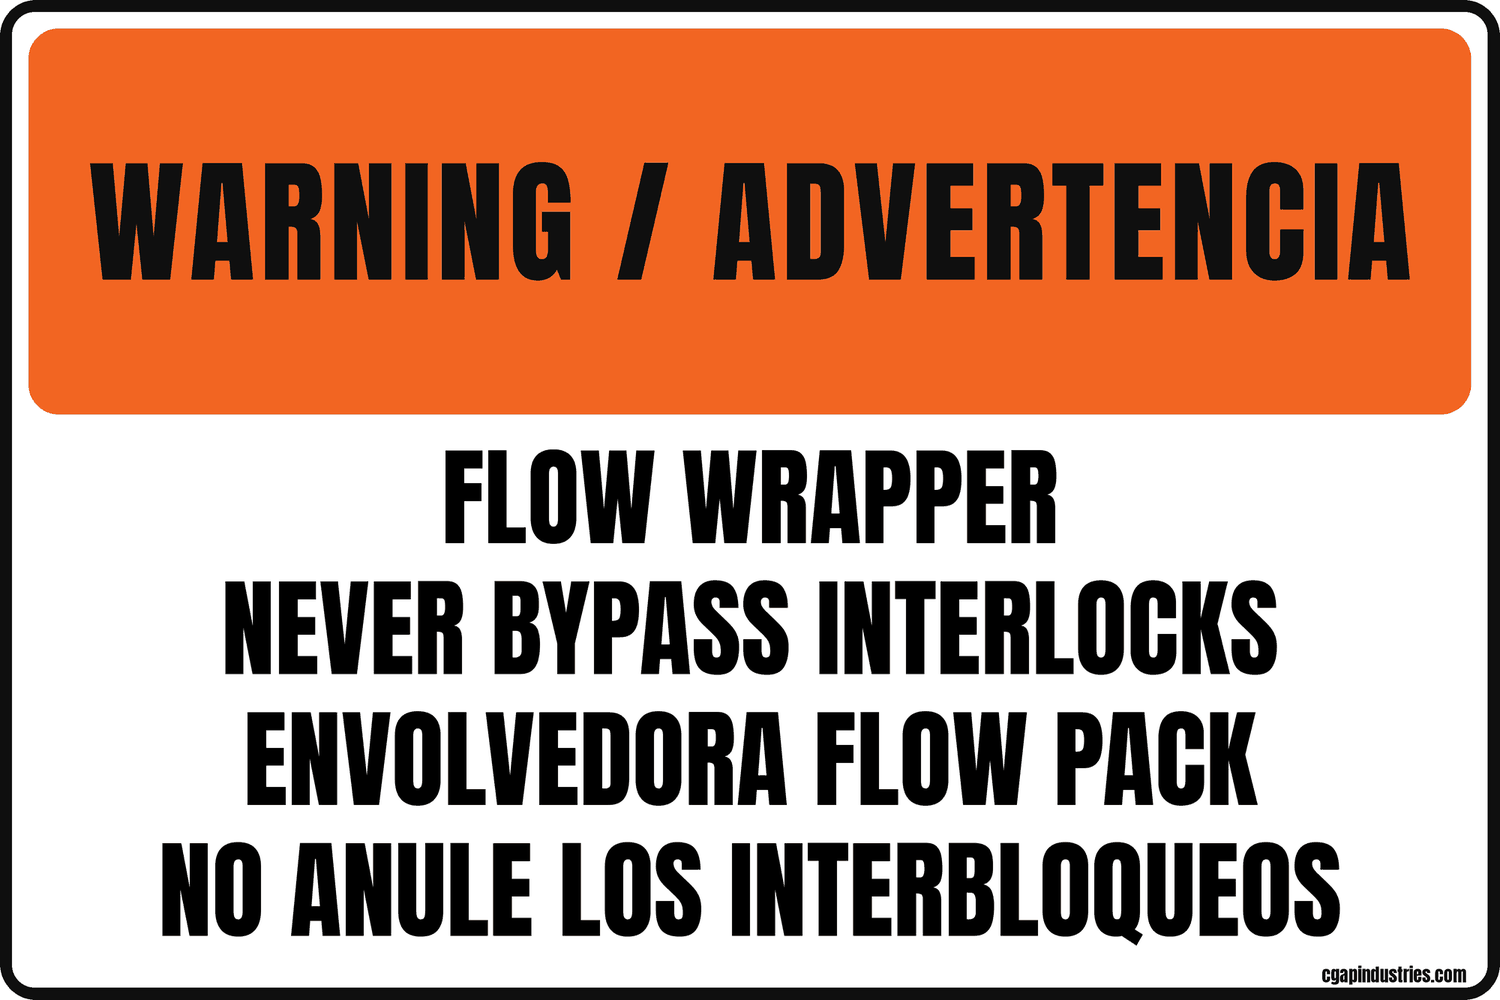 WARNING / ADVERTENCIA
FLOW WRAPPER
NEVER BYPASS INTERLOCKS
ENVOLVEDORA FLOW PACK
NO ANULE LOS INTERBLOQUEOS
cgapindustries.com